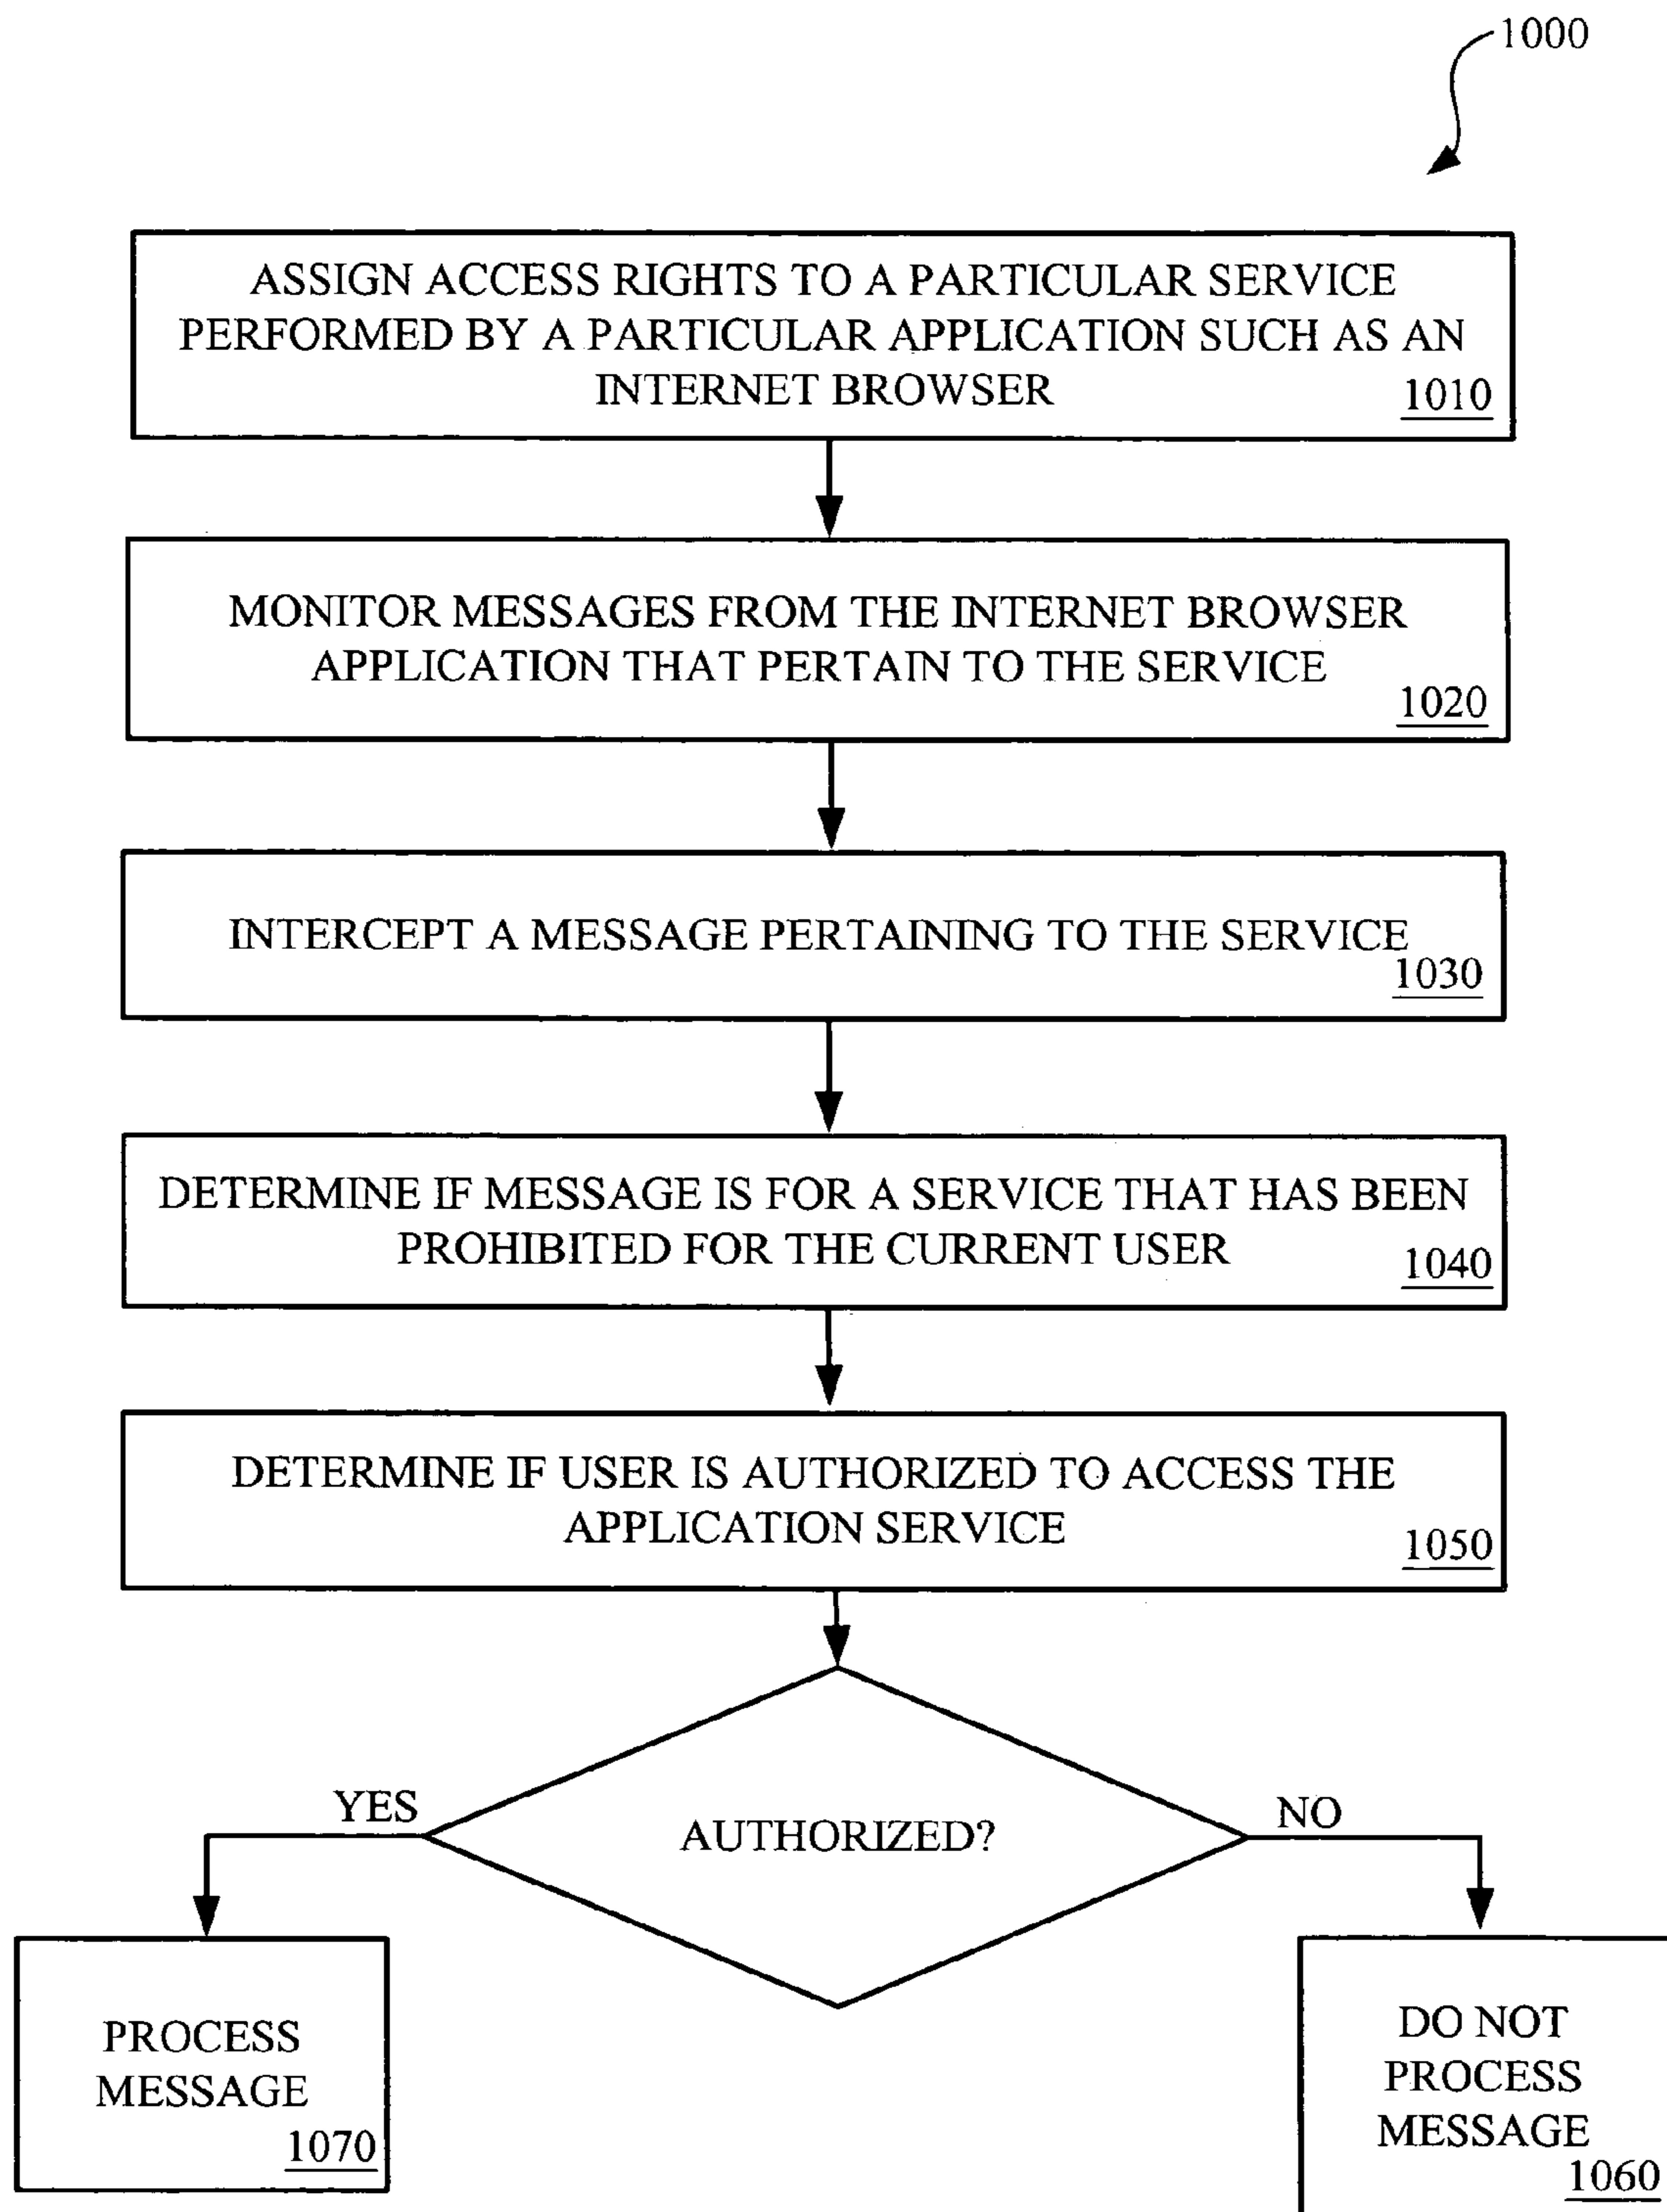 1000
ASSIGN ACCESS RIGHTS TO A PARTICULAR SERVICE
PERFORMED BY A PARTICULAR APPLICATION SUCH AS AN
INTERNET BROWSER
1010
MONITOR MESSAGES FROM THE INTERNET BROWSER
APPLICATION THAT PERTAIN TO THE SERVICE
1020
INTERCEPT A MESSAGE PERTAINING TO THE SERVICE
1030
DETERMINE IF MESSAGE IS FOR A SERVICE THAT HAS BEEN
PROHIBITED FOR THE CURRENT USER
1040
DETERMINE IF USER IS AUTHORIZED TO ACCESS THE
APPLICATION SERVICE
1050
YES
AUTHORIZED?
NO
PROCESS
MESSAGE
1070
DO NOT
PROCESS
MESSAGE
1060